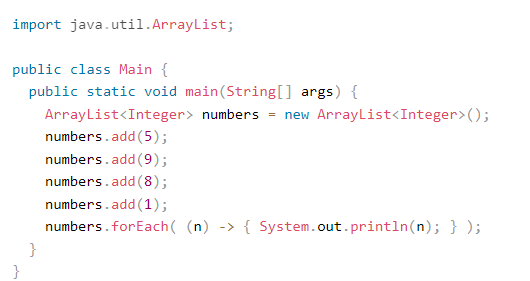 import java.util.ArrayList;
public class Main {
  public static void main(String[] args) {
    ArrayList<Integer> numbers = new ArrayList<Integer>();
    numbers.add(5);
    numbers.add(9);
    numbers.add(8);
    numbers.add(1);
    numbers.forEach( (n) -> { System.out.println(n); } );
  }
}